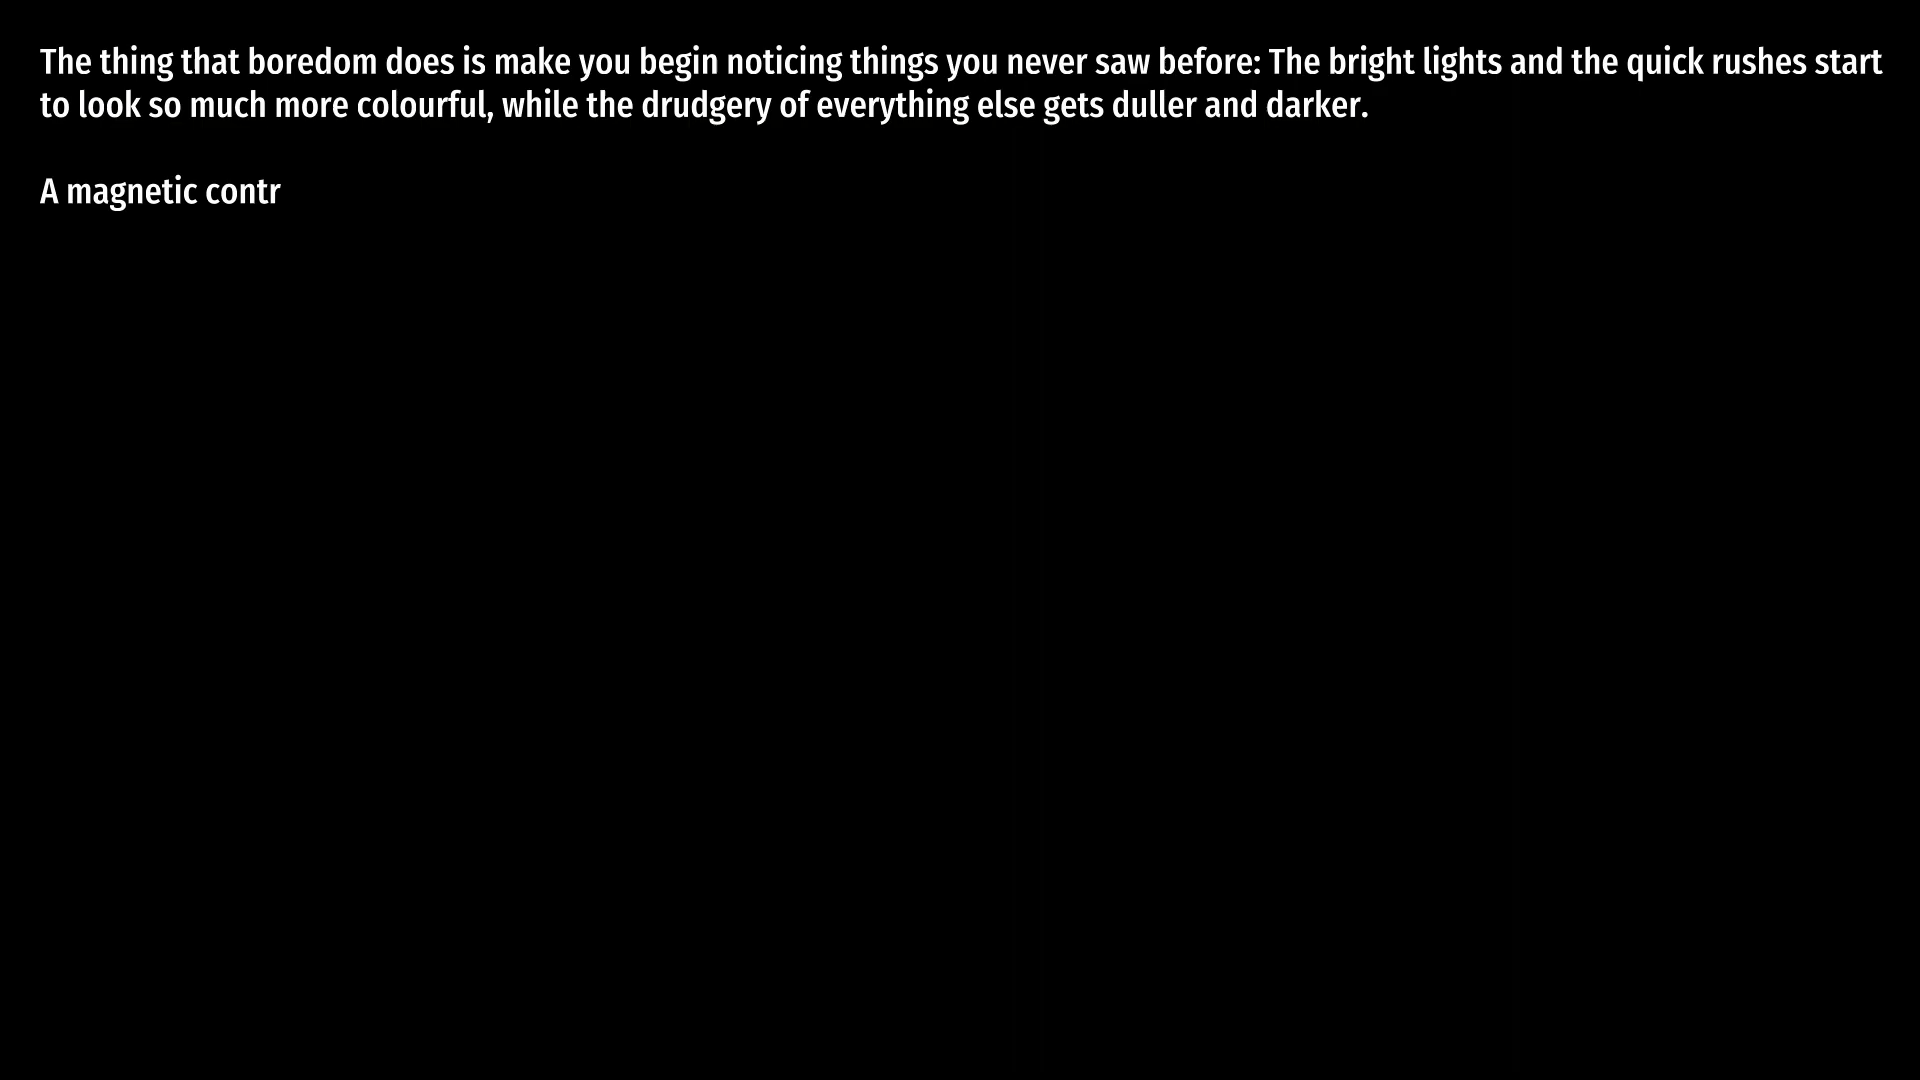 The thing that boredom does is make you begin noticing things you never saw before: The bright lights and the quick rushes start
to look so much more colourful, while the drudgery of everything else gets duller and darker.
A magnetic contr